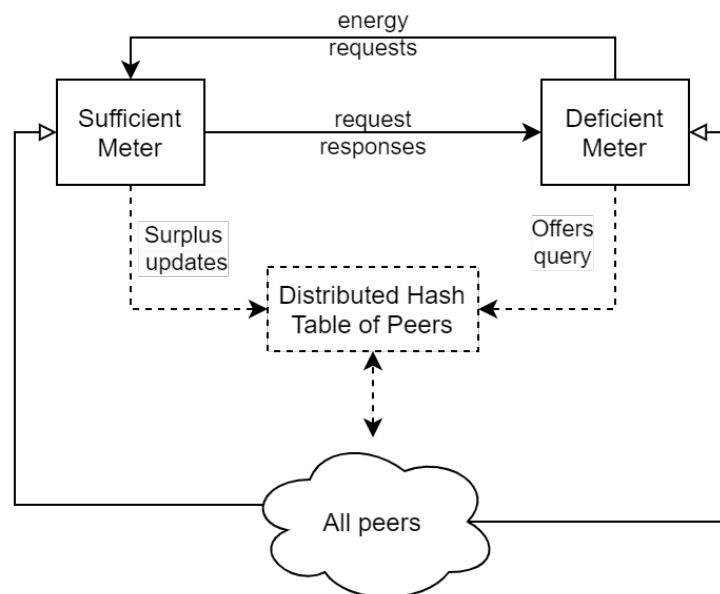 energy
requests
Sufficient
Meter
request
responses
Deficient
Meter
Surplus
updates
Offers
query
Distributed Hash
Table of Peers
All peers